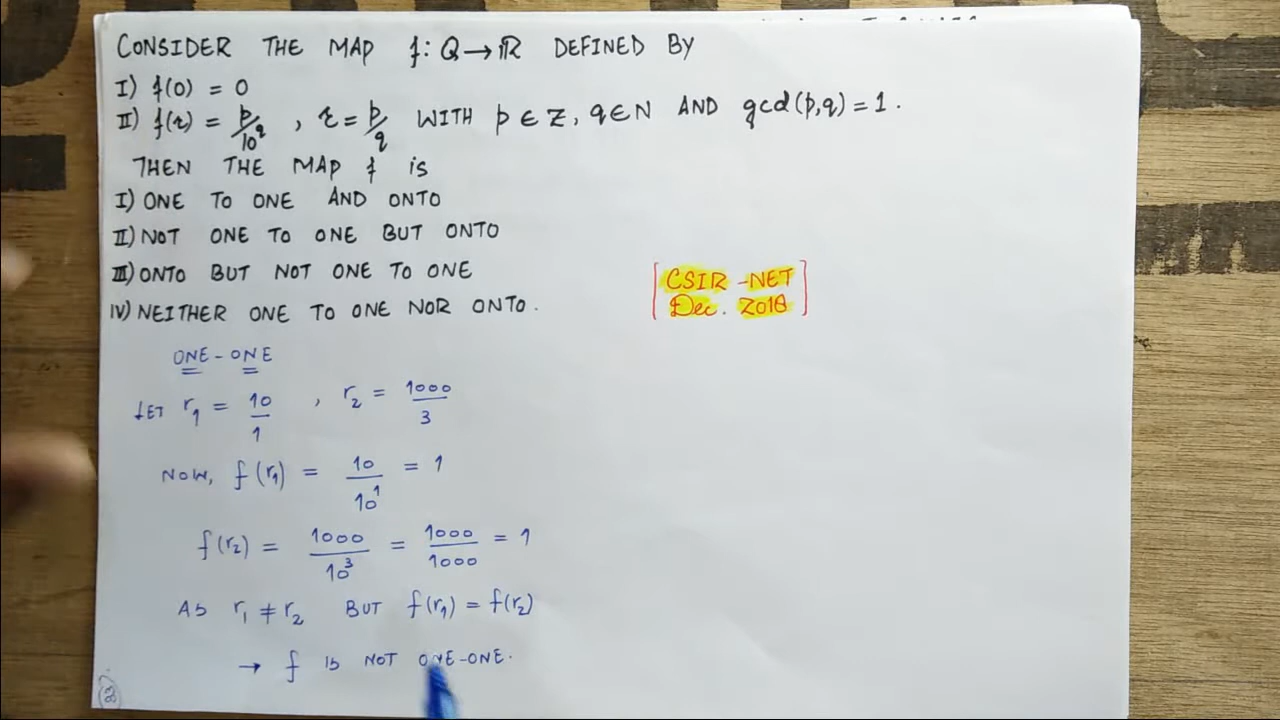 CONSIDER THE MAP f: Q→ℝ DEFINED BY
I) f(0) = 0
II) f(r) = p/10^q , r = p/q WITH p ∈ Z, q ∈ N AND gcd(p,q) = 1.
THEN THE MAP f is
I) ONE TO ONE AND ONTO
II) NOT ONE TO ONE BUT ONTO
III) ONTO BUT NOT ONE TO ONE
IV) NEITHER ONE TO ONE NOR ONTO.
[CSIR -NET
Dec. 2018]
ONE - ONE
LET r₁ = 10/1 , r₂ = 1000/3
NOW, f(r₁) = 10/10^1 = 1
f(r₂) = 1000/10^3 = 1000/1000 = 1
AS r₁ ≠ r₂ BUT f(r₁) = f(r₂)
→ f IS NOT ONE-ONE.